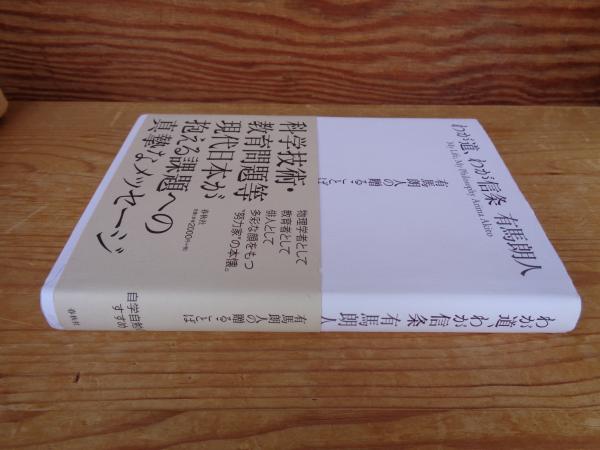 わが道、わが信条　有馬朗人
My Life, My Philosophy Arima Akito
有馬朗人の贈ることば
科学技術・
教育問題等
現代日本が
抱える課題への
真摯なメッセージ
物理学者として
教育者として
俳人として
多彩な顔をもつ
“努力家”の本懐。
春秋社
わが道、わが信条　有馬朗人
有馬朗人の贈ることば
自学自
すすめ
春秋社